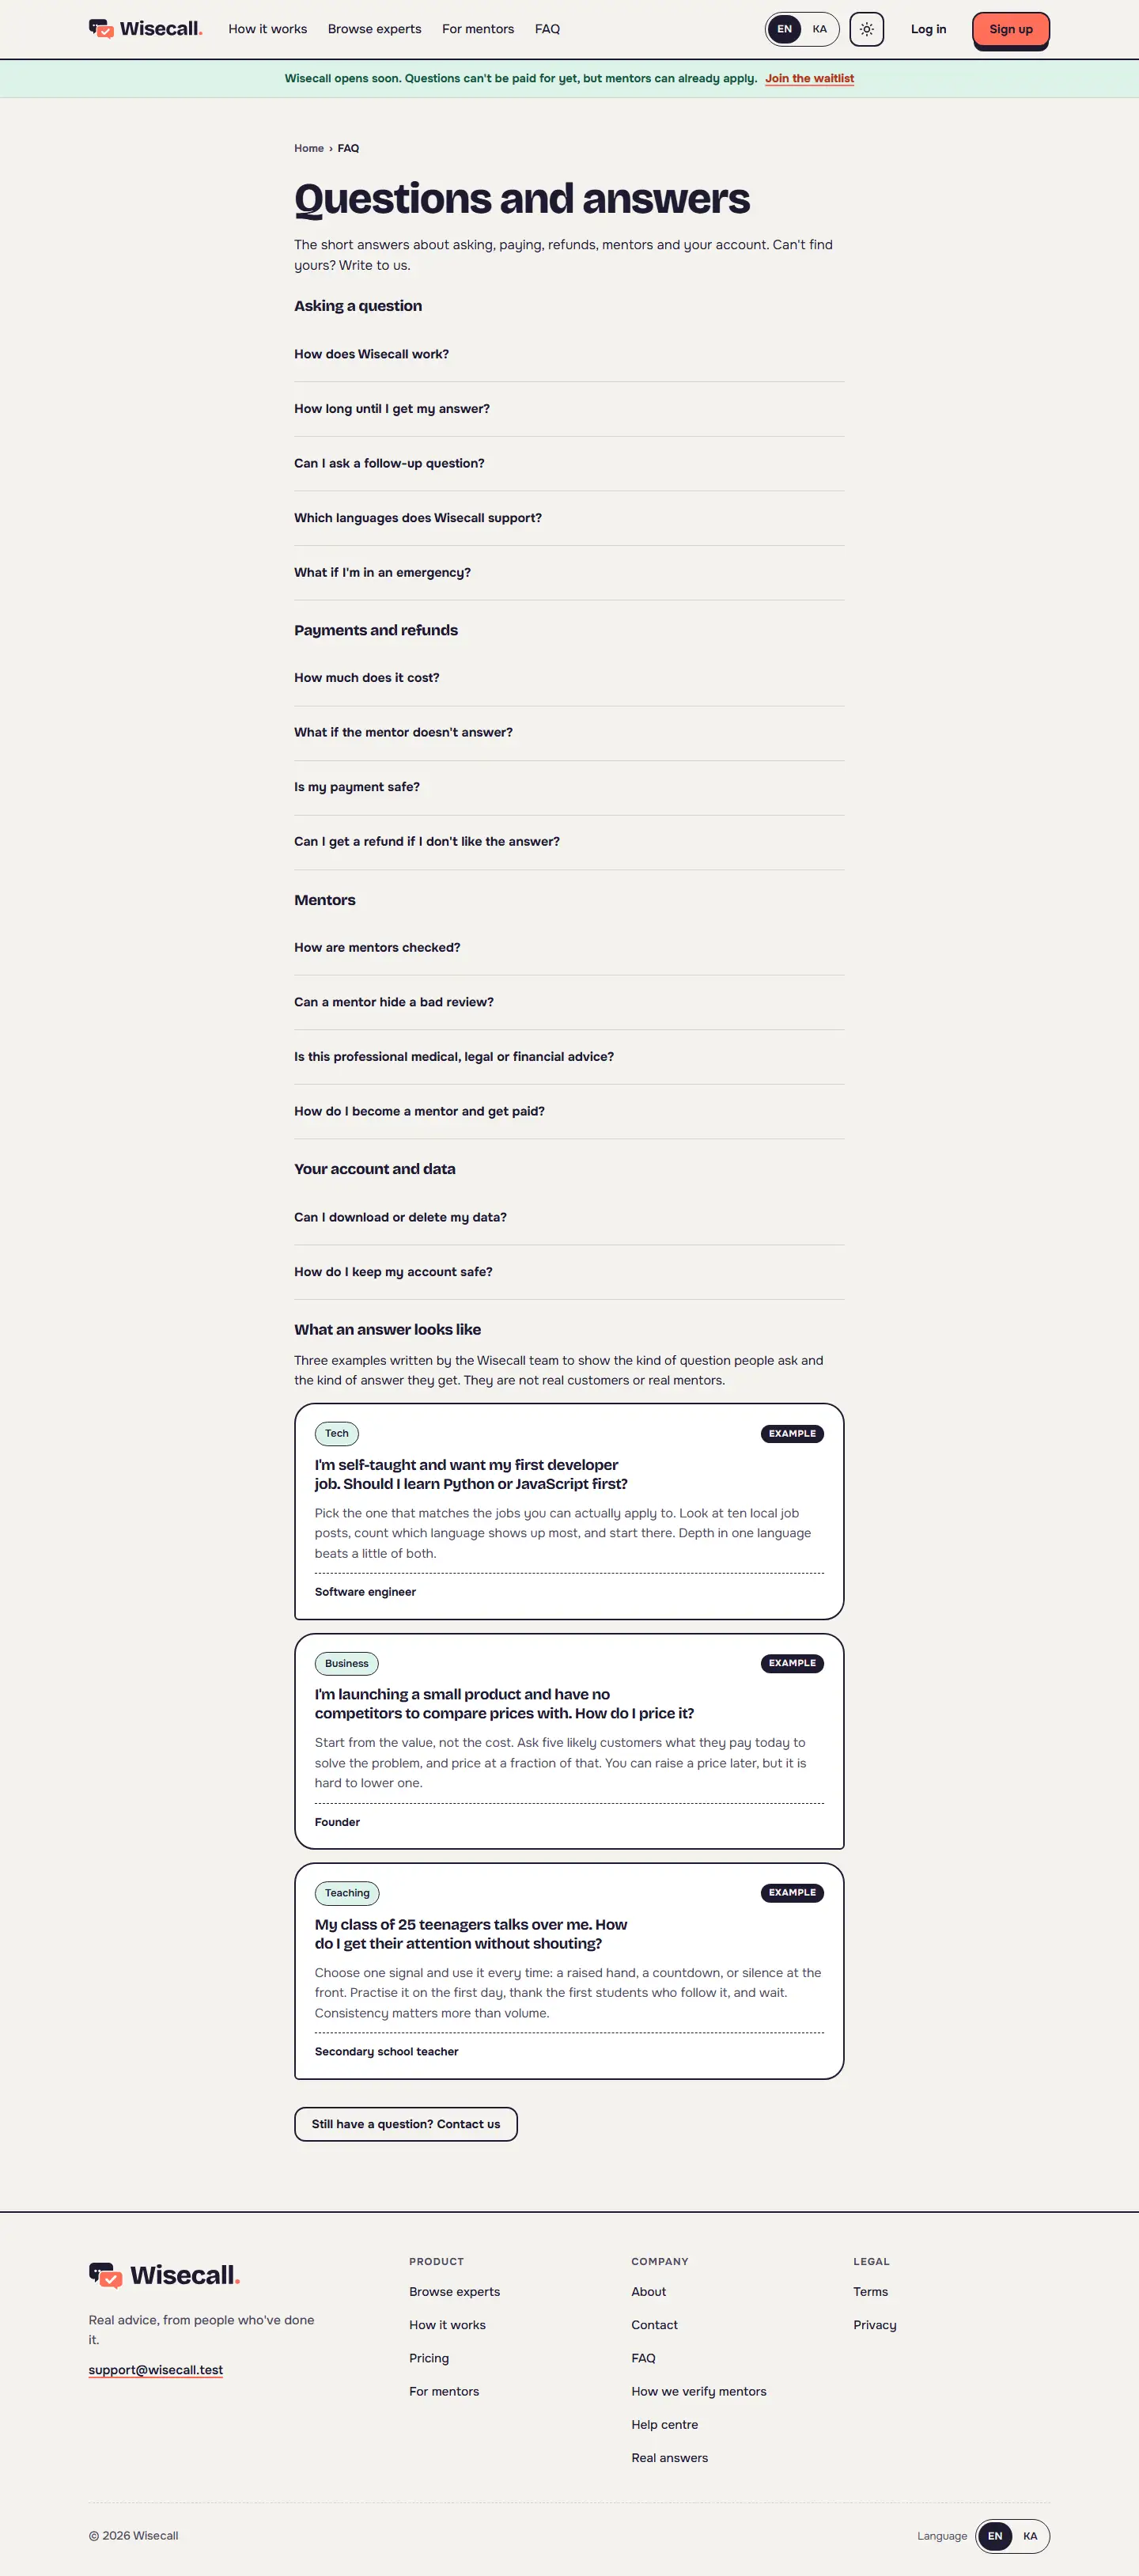 Wisecall.
How it works
Browse experts
For mentors
FAQ
EN
KA
Log in
Sign up
Wisecall opens soon. Questions can't be paid for yet, but mentors can already apply. Join the waitlist
Home › FAQ
Questions and answers
The short answers about asking, paying, refunds, mentors and your account. Can't find
yours? Write to us.
Asking a question
How does Wisecall work?
How long until I get my answer?
Can I ask a follow-up question?
Which languages does Wisecall support?
What if I'm in an emergency?
Payments and refunds
How much does it cost?
What if the mentor doesn't answer?
Is my payment safe?
Can I get a refund if I don't like the answer?
Mentors
How are mentors checked?
Can a mentor hide a bad review?
Is this professional medical, legal or financial advice?
How do I become a mentor and get paid?
Your account and data
Can I download or delete my data?
How do I keep my account safe?
What an answer looks like
Three examples written by the Wisecall team to show the kind of question people ask and
the kind of answer they get. They are not real customers or real mentors.
Tech
EXAMPLE
I'm self-taught and want my first developer
job. Should I learn Python or JavaScript first?
Pick the one that matches the jobs you can actually apply to. Look at ten local job
posts, count which language shows up most, and start there. Depth in one language
beats a little of both.
Software engineer
Business
EXAMPLE
I'm launching a small product and have no
competitors to compare prices with. How do I price it?
Start from the value, not the cost. Ask five likely customers what they pay today to
solve the problem, and price at a fraction of that. You can raise a price later, but it is
hard to lower one.
Founder
Teaching
EXAMPLE
My class of 25 teenagers talks over me. How
do I get their attention without shouting?
Choose one signal and use it every time: a raised hand, a countdown, or silence at the
front. Practise it on the first day, thank the first students who follow it, and wait.
Consistency matters more than volume.
Secondary school teacher
Still have a question? Contact us
Wisecall.
Real advice, from people who've done
it.
support@wisecall.test
PRODUCT
Browse experts
How it works
Pricing
For mentors
COMPANY
About
Contact
FAQ
How we verify mentors
Help centre
Real answers
LEGAL
Terms
Privacy
© 2026 Wisecall
Language
EN
KA